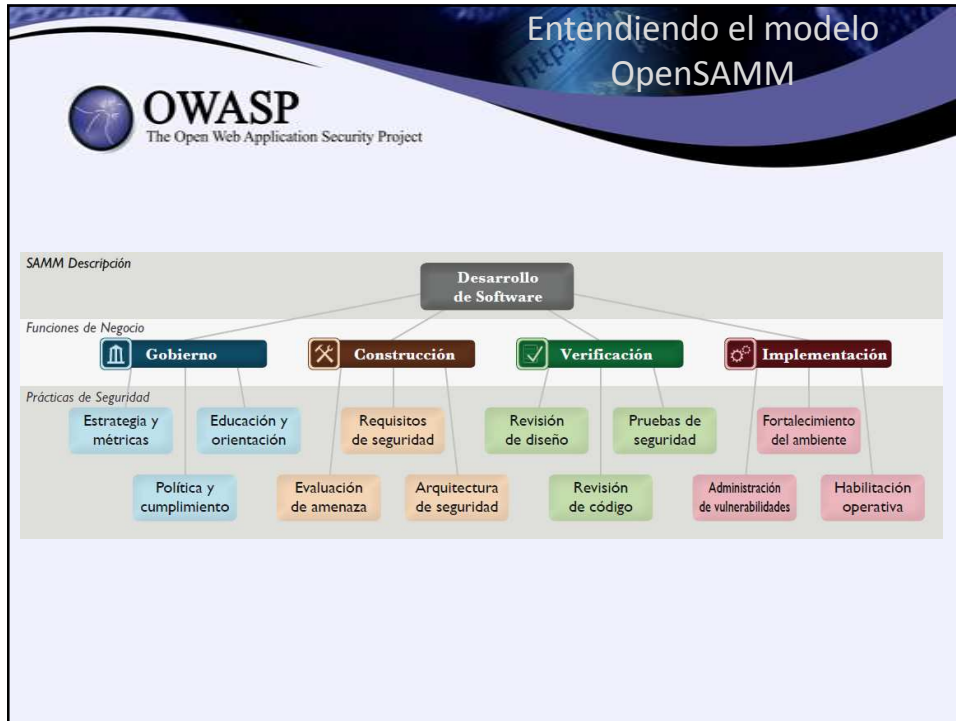 Entendiendo el modelo
OpenSAMM
https
OWASP
The Open Web Application Security Project
SAMM Descripción
Desarrollo
de Software
Funciones de Negocio
Gobierno
Construcción
Verificación
Implementación
Prácticas de Seguridad
Estrategia y
métricas
Educación y
orientación
Requisitos
de seguridad
Revisión
de diseño
Pruebas de
seguridad
Fortalecimiento
del ambiente
Política y
cumplimiento
Evaluación
de amenaza
Arquitectura
de seguridad
Revisión
de código
Administración
de vulnerabilidades
Habilitación
operativa